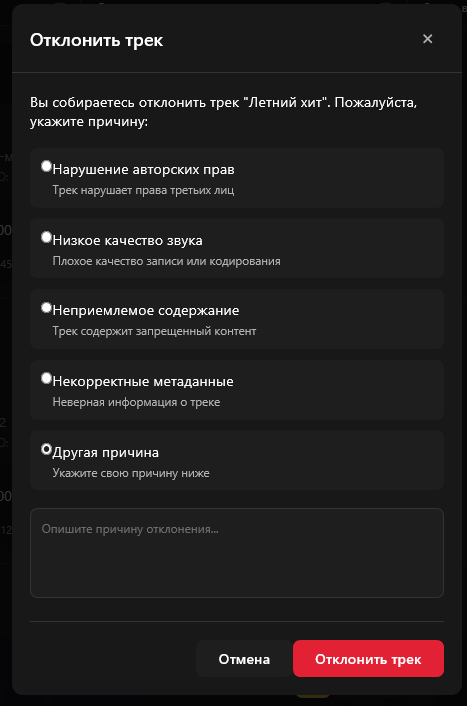 Отклонить трек
Вы собираетесь отклонить трек "Летний хит". Пожалуйста,
укажите причину:
Нарушение авторских прав
Трек нарушает права третьих лиц
Низкое качество звука
Плохое качество записи или кодирования
Неприемлемое содержание
Трек содержит запрещенный контент
Некорректные метаданные
Неверная информация о треке
Другая причина
Укажите свою причину ниже
Опишите причину отклонения...
Отмена
Отклонить трек